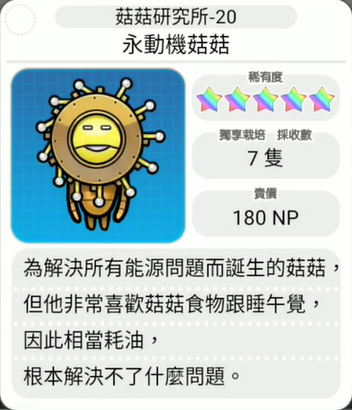 菇菇研究所-20
永動機菇菇
稀有度
獨享栽培 採收數
7 隻
賣價
180 NP
為解決所有能源問題而誕生的菇菇，
但他非常喜歡菇菇食物跟睡午覺，
因此相當耗油，
根本解決不了什麼問題。